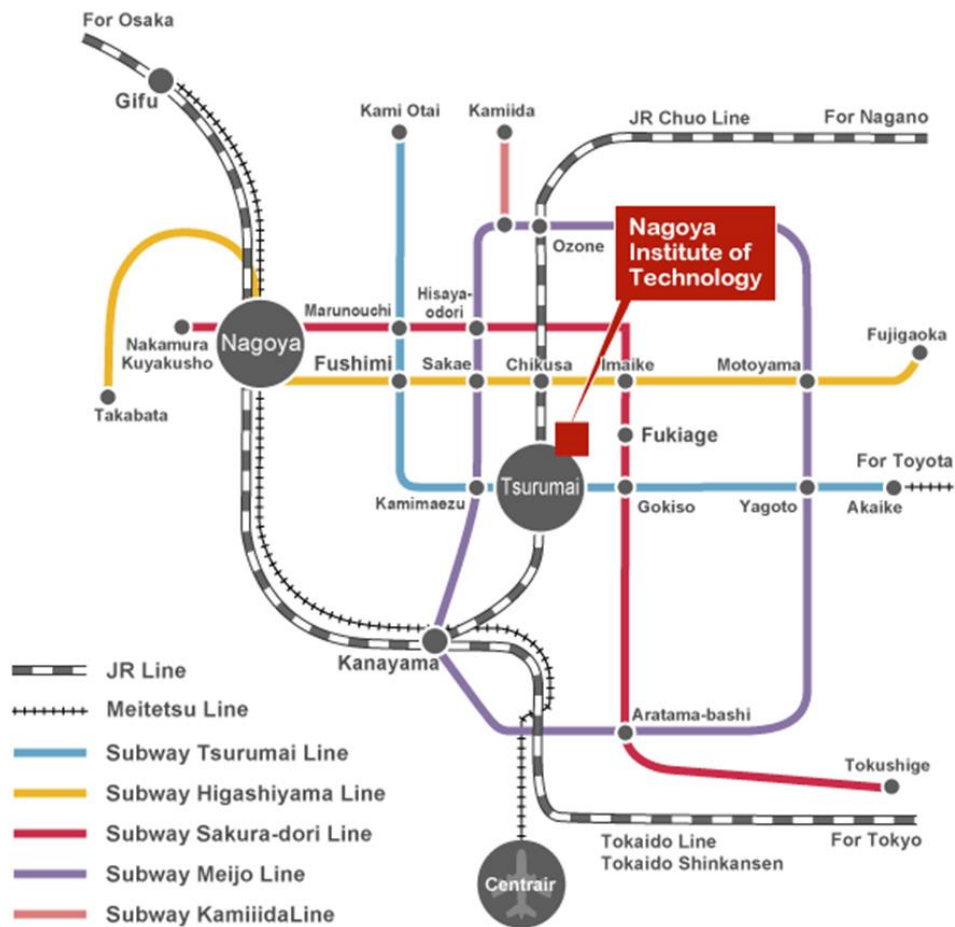 For Osaka
Gifu
Kami Otai
Kamiida
JR Chuo Line
For Nagano
Ozone
Nagoya
Institute of
Technology
Nakamura
Kuyakusho
Nagoya
Marunouchi
Hisaya-
odori
Fujigaoka
Takabata
Fushimi
Sakae
Chikusa
Imaike
Motoyama
Fukiage
For Toyota
Kamimaezu
Tsurumai
Gokiso
Yagoto
Akaike
Kanayama
Aratama-bashi
Tokushige
Tokaido Line
Tokaido Shinkansen
For Tokyo
Centrair
JR Line
Meitetsu Line
Subway Tsurumai Line
Subway Higashiyama Line
Subway Sakura-dori Line
Subway Meijo Line
Subway KamiiidaLine